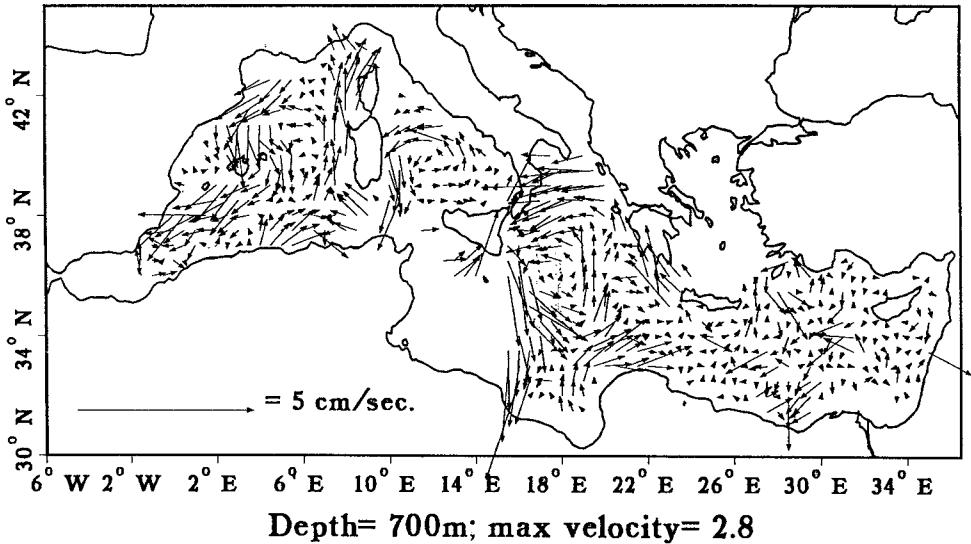 42° N
38° N
34° N
30° N
= 5 cm/sec.
6° W 2° W 2° E 6° E 10° E 14° E 18° E 22° E 26° E 30° E 34° E
Depth= 700m; max velocity= 2.8